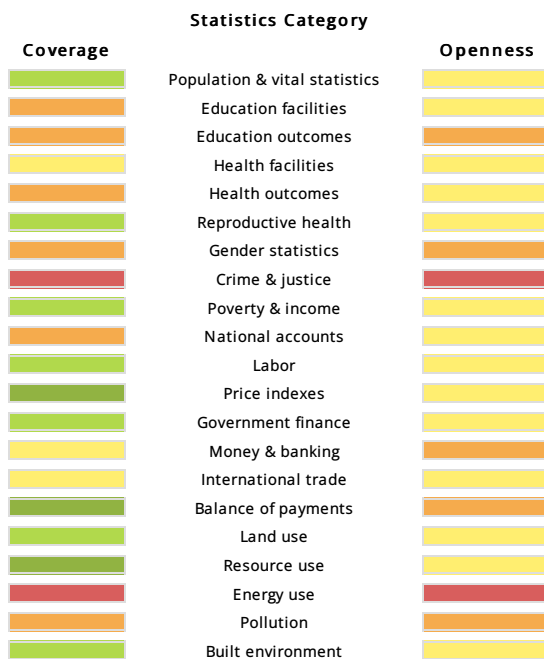 Statistics Category
Coverage
Openness
Population & vital statistics
Education facilities
Education outcomes
Health facilities
Health outcomes
Reproductive health
Gender statistics
Crime & justice
Poverty & income
National accounts
Labor
Price indexes
Government finance
Money & banking
International trade
Balance of payments
Land use
Resource use
Energy use
Pollution
Built environment